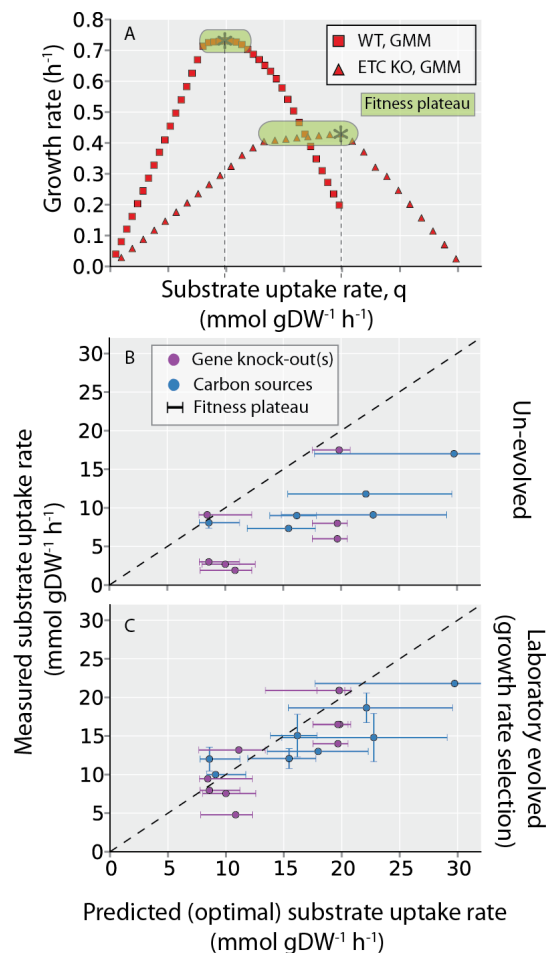 A
WT, GMM
ETC KO, GMM
Fitness plateau
Growth rate (h⁻¹)
0.8
0.7
0.6
0.5
0.4
0.3
0.2
0.1
0.0
Substrate uptake rate, q
(mmol gDW⁻¹ h⁻¹)
B
Gene knock-out(s)
Carbon sources
Fitness plateau
30
25
20
15
10
5
0
Un-evolved
Measured substrate uptake rate
(mmol gDW⁻¹ h⁻¹)
C
30
25
20
15
10
5
0
Laboratory evolved
(growth rate selection)
0 5 10 15 20 25 30
Predicted (optimal) substrate uptake rate
(mmol gDW⁻¹ h⁻¹)